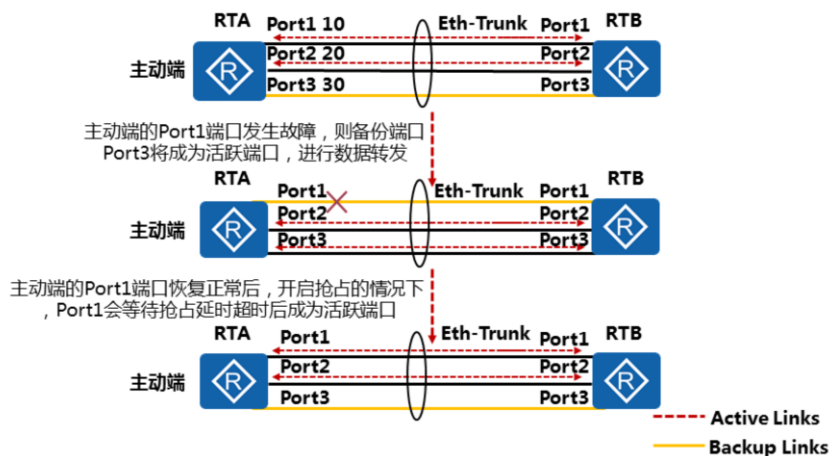 RTA Port1 10 Eth-Trunk Port1 RTB
Port2 20 Port2
主动端 R R
Port3 30 Port3
主动端的Port1端口发生故障，则备份端口
Port3将成为活跃端口，进行数据转发
RTA Port1 Eth-Trunk Port1 RTB
Port2 Port2
主动端 R R
Port3 Port3
主动端的Port1端口恢复正常后，开启抢占的情况下
，Port1会等待抢占延时超时后成为活跃端口
RTA Port1 Eth-Trunk Port1 RTB
Port2 Port2
主动端 R R
Port3 Port3
Active Links
Backup Links